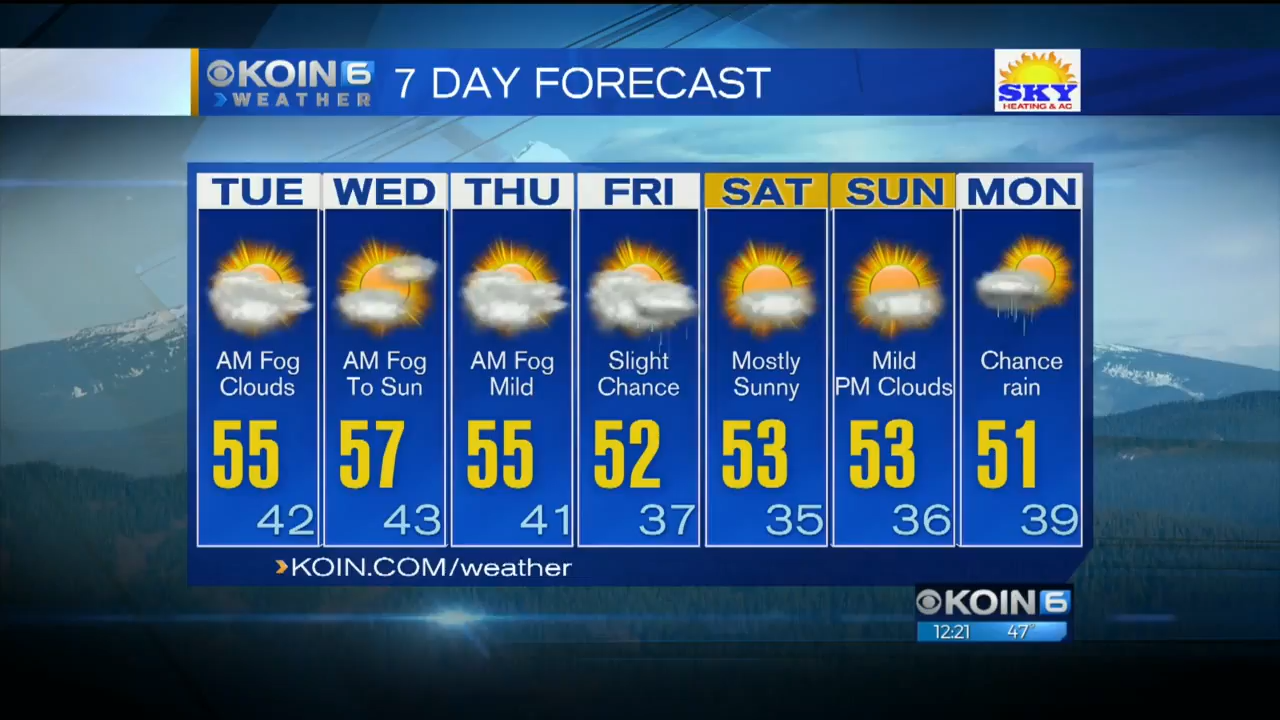 KOIN 6
WEATHER
7 DAY FORECAST
SKY
HEATING & AC
TUE WED THU FRI SAT SUN MON
AM Fog AM Fog AM Fog Slight Mostly Mild Chance
Clouds To Sun Mild Chance Sunny PM Clouds rain
55 57 55 52 53 53 51
42 43 41 37 35 36 39
KOIN.COM/weather
KOIN 6
12:21 47°